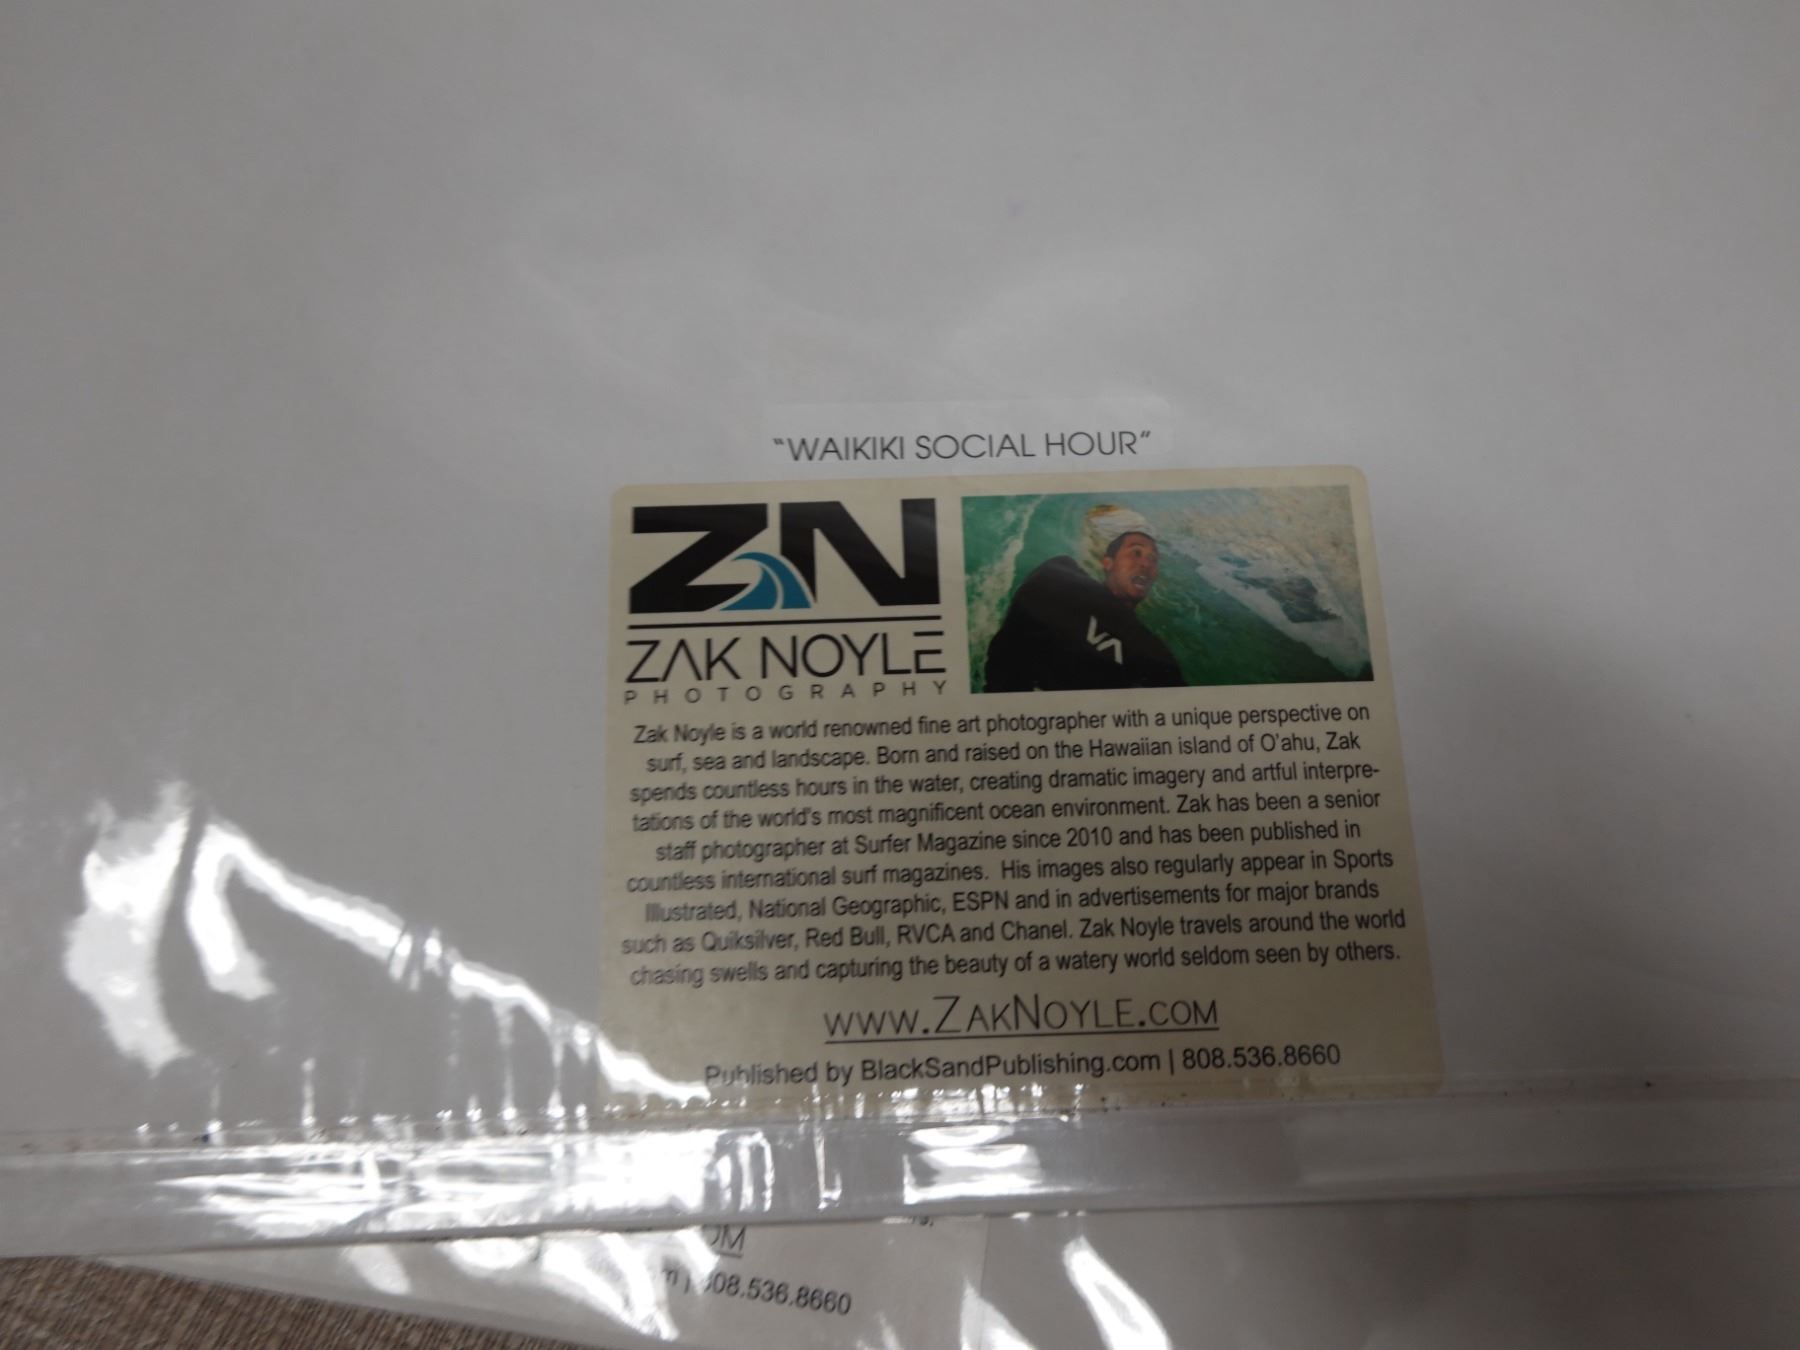 "WAIKIKI SOCIAL HOUR"
ZN
ZAK NOYLE
PHOTOGRAPHY
VA
Zak Noyle is a world renowned fine art photographer with a unique perspective on
surf, sea and landscape. Born and raised on the Hawaiian island of O'ahu, Zak
spends countless hours in the water, creating dramatic imagery and artful interpre-
tations of the world's most magnificent ocean environment. Zak has been a senior
staff photographer at Surfer Magazine since 2010 and has been published in
countless international surf magazines. His images also regularly appear in Sports
Illustrated, National Geographic, ESPN and in advertisements for major brands
such as Quiksilver, Red Bull, RVCA and Chanel. Zak Noyle travels around the world
chasing swells and capturing the beauty of a watery world seldom seen by others.
www.ZakNoyle.com
Published by BlackSandPublishing.com | 808.536.8660
808.536.8660